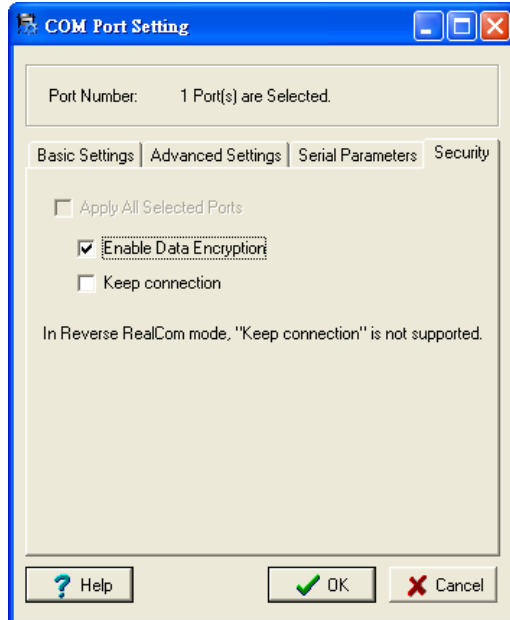 COM Port Setting
Port Number: 1 Port(s) are Selected.
Basic Settings Advanced Settings Serial Parameters Security
Apply All Selected Ports
Enable Data Encryption
Keep connection
In Reverse RealCom mode, "Keep connection" is not supported.
? Help OK Cancel